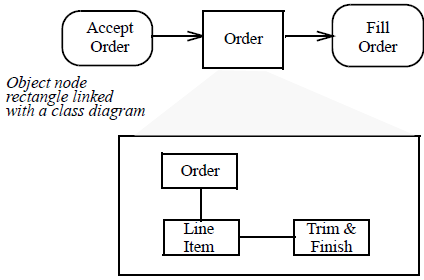 Accept
Order
Order
Fill
Order
Object node
rectangle linked
with a class diagram
Order
Line
Item
Trim &
Finish